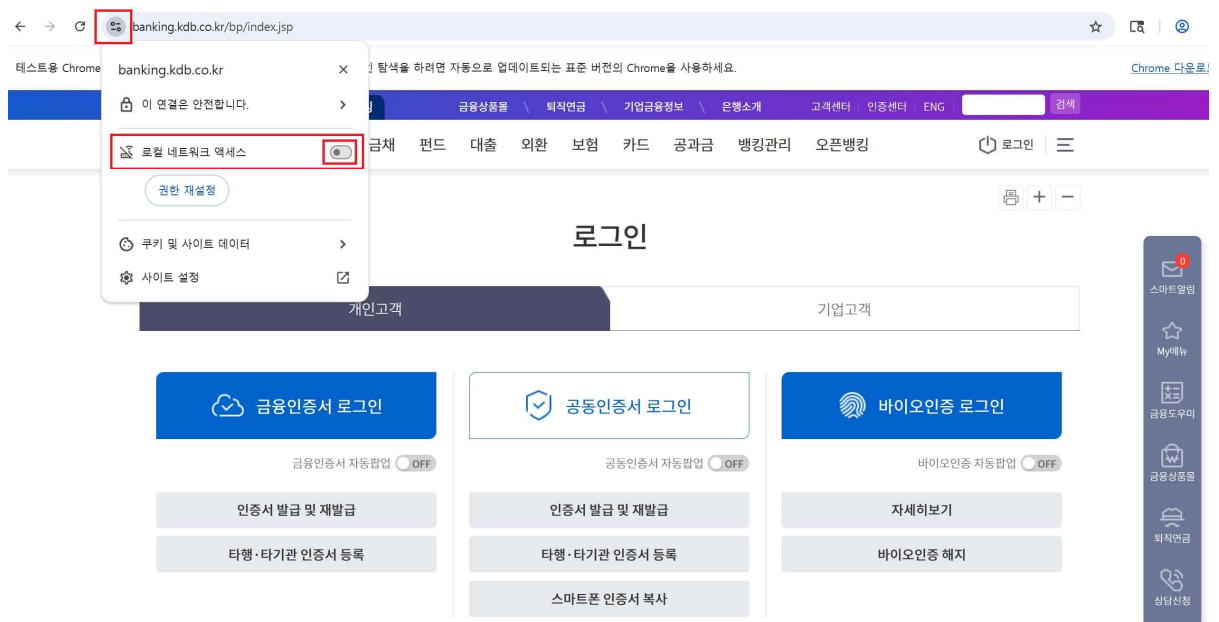 banking.kdb.co.kr/bp/index.jsp
테스트용 Chrome
탐색을 하려면 자동으로 업데이트되는 표준 버전의 Chrome을 사용하세요.
Chrome 다운로드
banking.kdb.co.kr
이 연결은 안전합니다.
로컬 네트워크 액세스
권한 재설정
쿠키 및 사이트 데이터
사이트 설정
금융상품몰 \ 퇴직연금 \ 기업금융정보 \ 은행소개
고객센터 인증센터 ENG 검색
금채 펀드 대출 외환 보험 카드 공과금 뱅킹관리 오픈뱅킹 로그인
로그인
개인고객 기업고객
금융인증서 로그인 공동인증서 로그인 바이오인증 로그인
금융인증서 자동팝업 OFF 공동인증서 자동팝업 OFF 바이오인증 자동팝업 OFF
인증서 발급 및 재발급 인증서 발급 및 재발급 자세히보기
타행·타기관 인증서 등록 타행·타기관 인증서 등록 바이오인증 해지
스마트폰 인증서 복사
0
스마트알림
My메뉴
금융도우미
금융상품몰
퇴직연금
상담신청